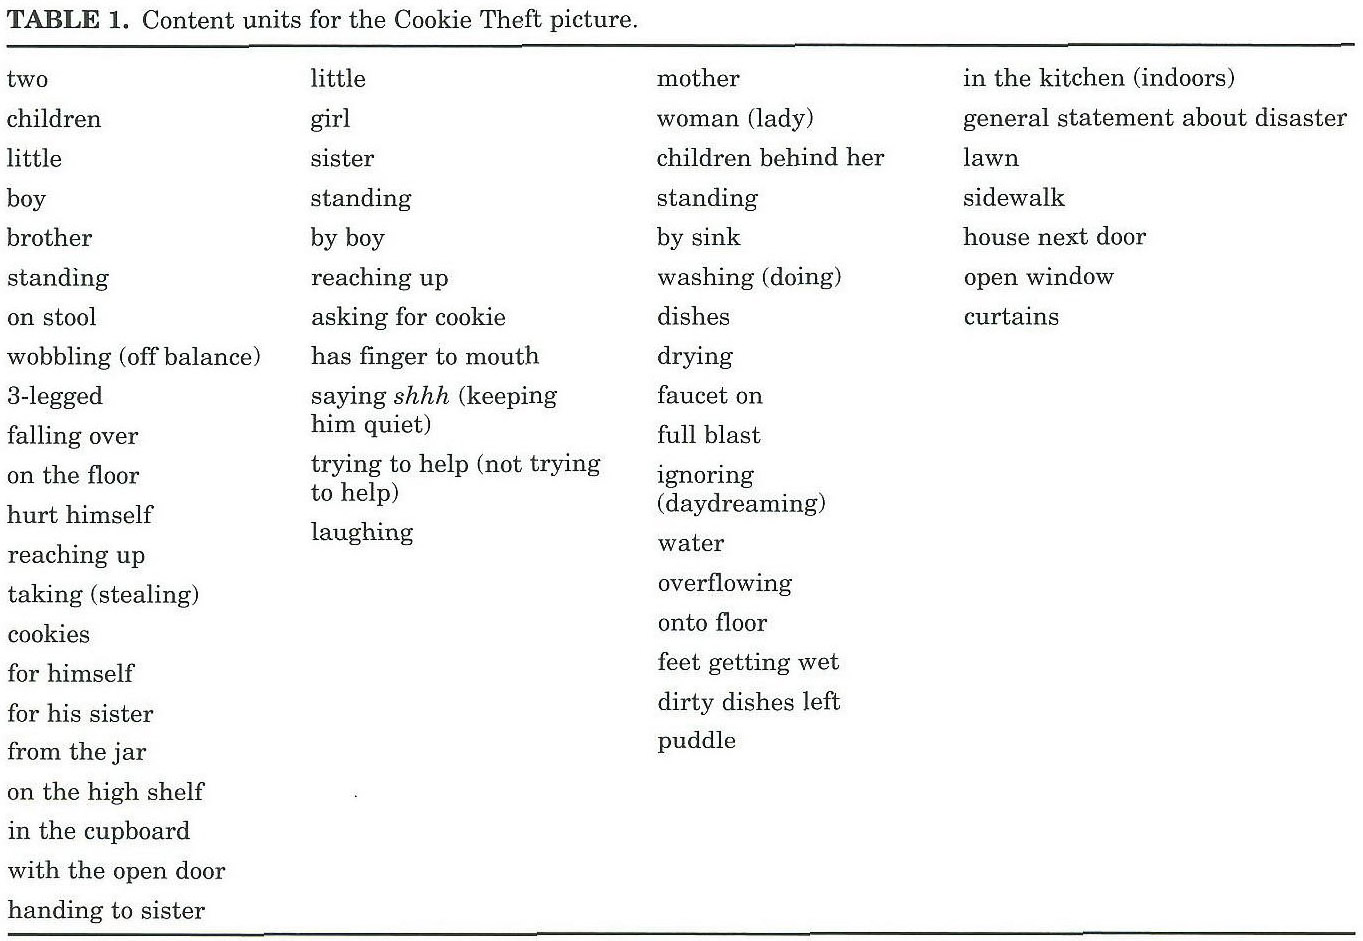 TABLE 1. Content units for the Cookie Theft picture.
two
children
little
boy
brother
standing
on stool
wobbling (off balance)
3-legged
falling over
on the floor
hurt himself
reaching up
taking (stealing)
cookies
for himself
for his sister
from the jar
on the high shelf
in the cupboard
with the open door
handing to sister
little
girl
sister
standing
by boy
reaching up
asking for cookie
has finger to mouth
saying shhh (keeping
him quiet)
trying to help (not trying
to help)
laughing
mother
woman (lady)
children behind her
standing
by sink
washing (doing)
dishes
drying
faucet on
full blast
ignoring
(daydreaming)
water
overflowing
onto floor
feet getting wet
dirty dishes left
puddle
in the kitchen (indoors)
general statement about disaster
lawn
sidewalk
house next door
open window
curtains